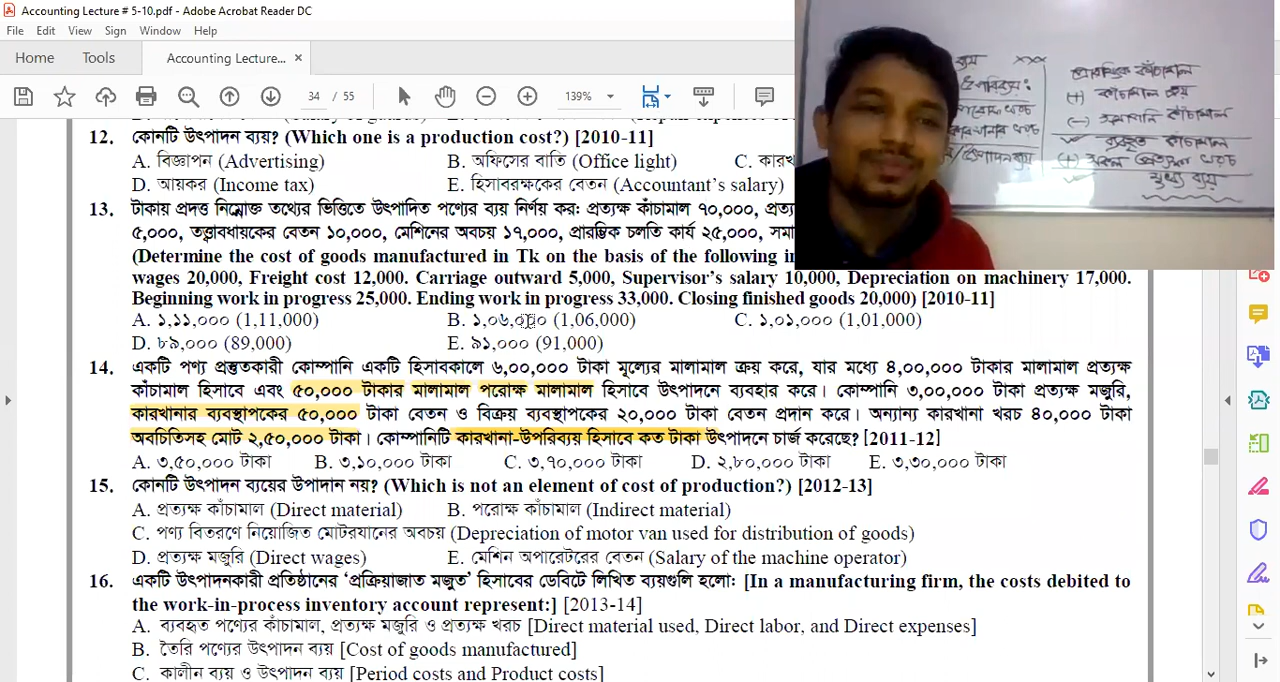 Accounting Lecture # 5-10.pdf - Adobe Acrobat Reader DC
File Edit View Sign Window Help
Home Tools Accounting Lecture... ×
34 / 55 139%
12. কোনটি উৎপাদন ব্যয়? (Which one is a production cost?) [2010-11]
A. বিজ্ঞাপন (Advertising) B. অফিসের বাতি (Office light) C. কারখ
D. আয়কর (Income tax) E. হিসাবরক্ষকের বেতন (Accountant's salary)
13. টাকায় প্রদত্ত নিম্নোক্ত তথ্যের ভিত্তিতে উৎপাদিত পণ্যের ব্যয় নির্ণয় কর: প্রত্যক্ষ কাঁচামাল ৭০,০০০, প্রত্য
৫,০০০, তত্ত্বাবধায়কের বেতন ১০,০০০, মেশিনের অবচয় ১৭,০০০, প্রারম্ভিক চলতি কার্য ২৫,০০০, সমা
(Determine the cost of goods manufactured in Tk on the basis of the following in
wages 20,000, Freight cost 12,000. Carriage outward 5,000, Supervisor's salary 10,000, Depreciation on machinery 17,000.
Beginning work in progress 25,000. Ending work in progress 33,000. Closing finished goods 20,000) [2010-11]
A. ১,১১,০০০ (1,11,000) B. ১,০৬,০০০ (1,06,000) C. ১,০১,০০০ (1,01,000)
D. ৮৯,০০০ (89,000) E. ৯১,০০০ (91,000)
14. একটি পণ্য প্রস্তুতকারী কোম্পানি একটি হিসাবকালে ৬,০০,০০০ টাকা মূল্যের মালামাল ক্রয় করে, যার মধ্যে ৪,০০,০০০ টাকার মালামাল প্রত্যক্ষ
কাঁচামাল হিসাবে এবং ৫০,০০০ টাকার মালামাল পরোক্ষ মালামাল হিসাবে উৎপাদনে ব্যবহার করে। কোম্পানি ৩,০০,০০০ টাকা প্রত্যক্ষ মজুরি,
কারখানার ব্যবস্থাপকের ৫০,০০০ টাকা বেতন ও বিক্রয় ব্যবস্থাপকের ২০,০০০ টাকা বেতন প্রদান করে। অন্যান্য কারখানা খরচ ৪০,০০০ টাকা
অবচিতিসহ মোট ২,৫০,০০০ টাকা। কোম্পানিটি কারখানা-উপরিব্যয় হিসাবে কত টাকা উৎপাদনে চার্জ করেছে? [2011-12]
A. ৩,৫০,০০০ টাকা B. ৩,১০,০০০ টাকা C. ৩,৭০,০০০ টাকা D. ২,৮০,০০০ টাকা E. ৩,৩০,০০০ টাকা
15. কোনটি উৎপাদন ব্যয়ের উপাদান নয়? (Which is not an element of cost of production?) [2012-13]
A. প্রত্যক্ষ কাঁচামাল (Direct material) B. পরোক্ষ কাঁচামাল (Indirect material)
C. পণ্য বিতরণে নিয়োজিত মোটরযানের অবচয় (Depreciation of motor van used for distribution of goods)
D. প্রত্যক্ষ মজুরি (Direct wages) E. মেশিন অপারেটরের বেতন (Salary of the machine operator)
16. একটি উৎপাদনকারী প্রতিষ্ঠানের ‘প্রক্রিয়াজাত মজুত’ হিসাবের ডেবিটে লিখিত ব্যয়গুলি হলো: [In a manufacturing firm, the costs debited to
the work-in-process inventory account represent:] [2013-14]
A. ব্যবহৃত পণ্যের কাঁচামাল, প্রত্যক্ষ মজুরি ও প্রত্যক্ষ খরচ [Direct material used, Direct labor, and Direct expenses]
B. তৈরি পণ্যের উৎপাদন ব্যয় [Cost of goods manufactured]
C. কালীন ব্যয় ও উৎপাদন ব্যয় [Period costs and Product costs]
ব্যয় xxx
প্রারম্ভিক কাঁচামাল
(+) কাঁচামাল ক্রয়
(-) সমাপনি কাঁচামাল
ব্যবহৃত কাঁচামাল
(+) সকল প্রত্যক্ষ খরচ
মুখ্য ব্যয়